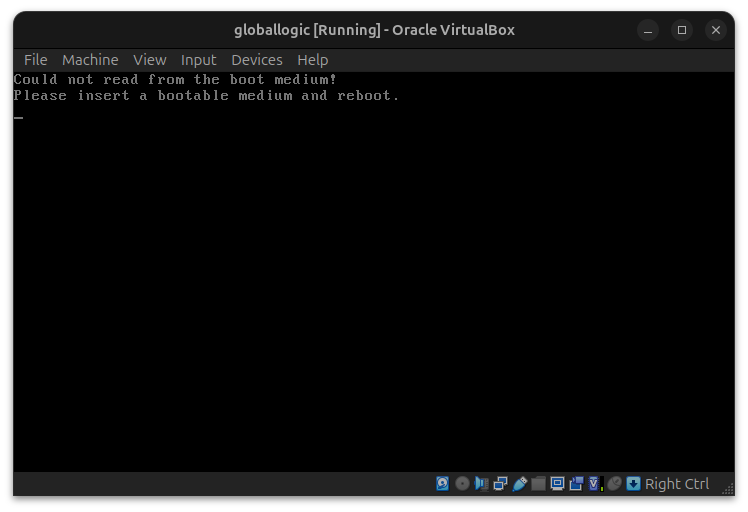 globallogic [Running] - Oracle VirtualBox
File Machine View Input Devices Help
Could not read from the boot medium!
Please insert a bootable medium and reboot.
_
Right Ctrl